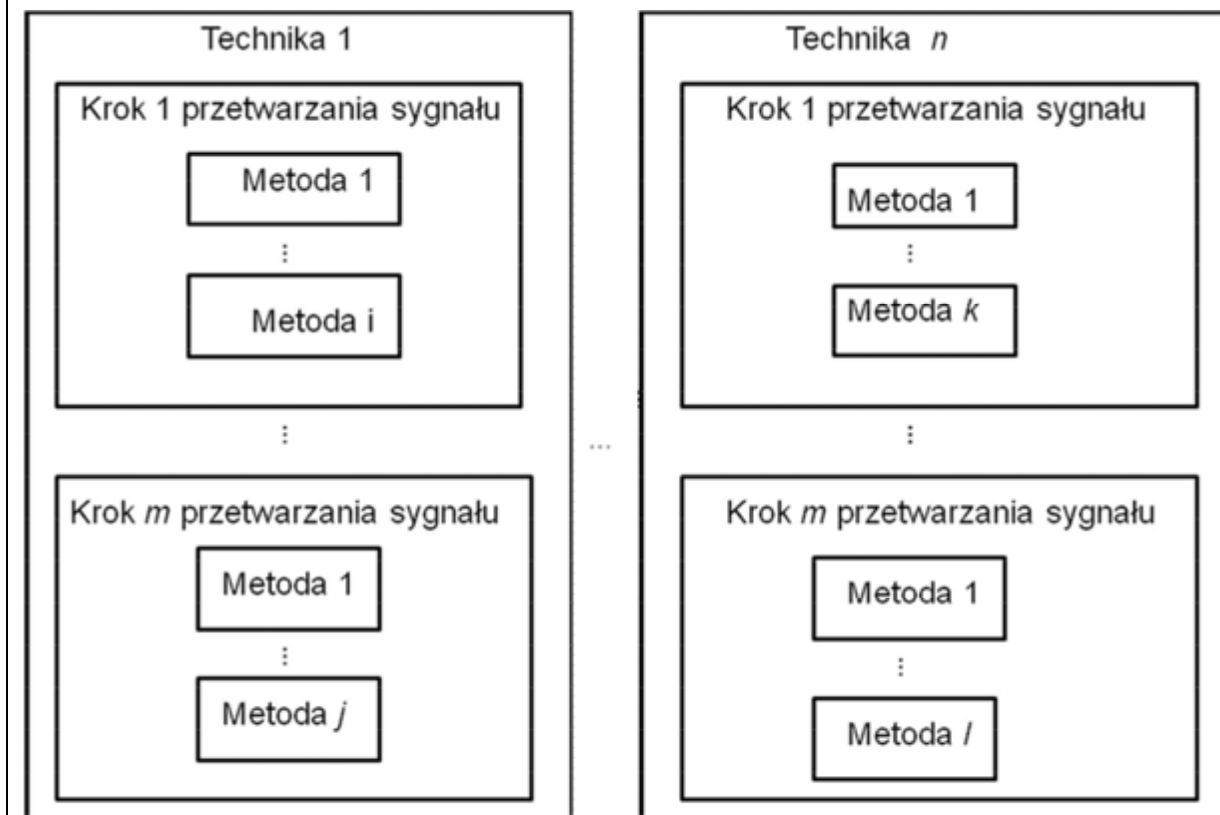 Technika 1
Krok 1 przetwarzania sygnału
Metoda 1
⋮
Metoda i
⋮
Krok m przetwarzania sygnału
Metoda 1
⋮
Metoda j
...
Technika n
Krok 1 przetwarzania sygnału
Metoda 1
⋮
Metoda k
⋮
Krok m przetwarzania sygnału
Metoda 1
⋮
Metoda l